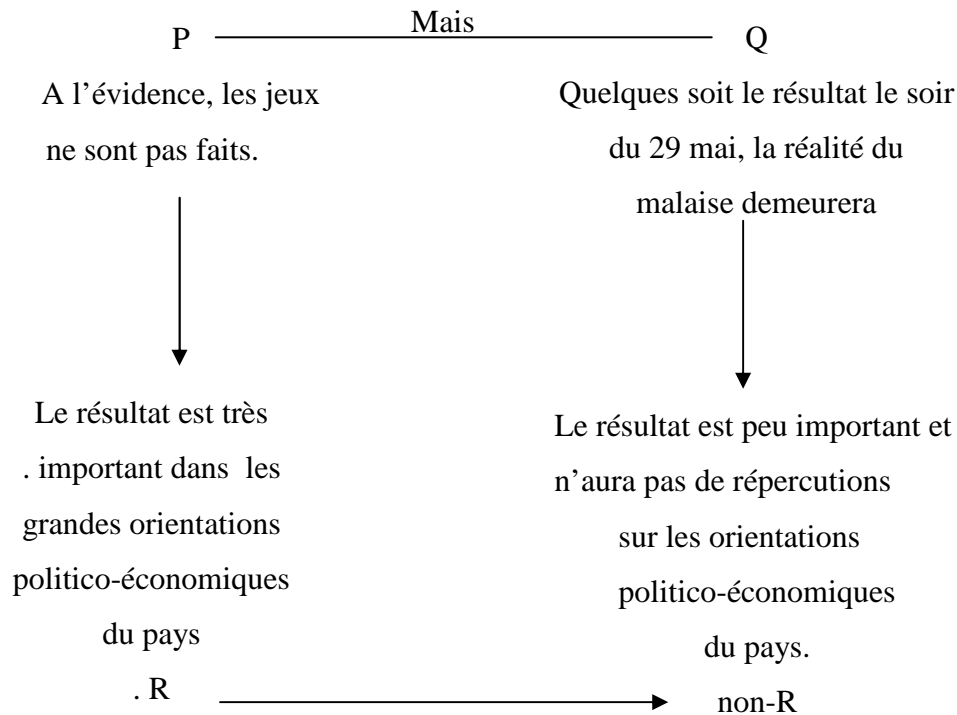 Mais
P
Q
A l'évidence, les jeux
ne sont pas faits.
Quelques soit le résultat le soir
du 29 mai, la réalité du
malaise demeurera
Le résultat est très
. important dans les
grandes orientations
politico-économiques
du pays
. R
Le résultat est peu important et
n'aura pas de répercutions
sur les orientations
politico-économiques
du pays.
non-R